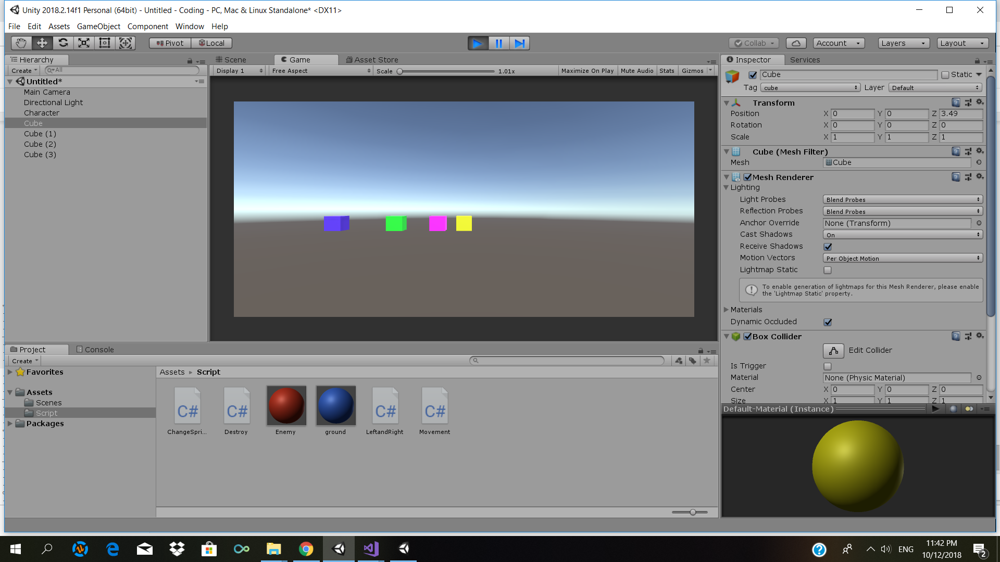 Unity 2018.2.14f1 Personal (64bit) - Untitled - Coding - PC, Mac & Linux Standalone* <DX11>
File Edit Assets GameObject Component Window Help
Pivot Local Collab Account Layers Layout
Hierarchy
Create All
Untitled*
Main Camera
Directional Light
Character
Cube
Cube (1)
Cube (2)
Cube (3)
Scene Game Asset Store
Display 1 Free Aspect Scale 1.01x Maximize On Play Mute Audio Stats Gizmos
Inspector Services
Cube Static
Tag cube Layer Default
Transform
Position X 0 Y 0 Z 3.49
Rotation X 0 Y 0 Z 0
Scale X 1 Y 1 Z 1
Cube (Mesh Filter)
Mesh Cube
Mesh Renderer
Lighting
Light Probes Blend Probes
Reflection Probes Blend Probes
Anchor Override None (Transform)
Cast Shadows On
Receive Shadows
Motion Vectors Per Object Motion
Lightmap Static
To enable generation of lightmaps for this Mesh Renderer, please enable
the 'Lightmap Static' property.
Materials
Dynamic Occluded
Box Collider
Edit Collider
Is Trigger
Material None (Physic Material)
Center X 0 Y 0 Z 0
Size X 1 Y 1 Z 1
Default-Material (Instance)
Project Console
Create
Favorites
Assets
Scenes
Script
Packages
Assets Script
C# C# C# C#
ChangeSpri... Destroy Enemy ground LeftandRight Movement
ENG
11:42 PM
10/12/2018
2